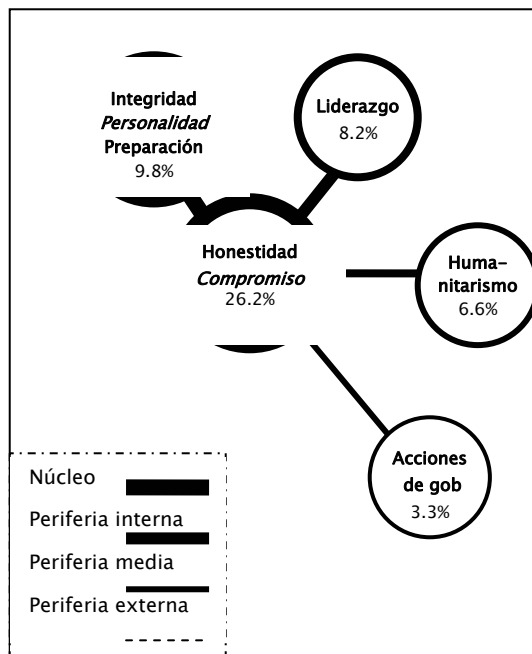 Integridad
Personalidad
Preparación
9.8%
Liderazgo
8.2%
Honestidad
Compromiso
26.2%
Huma-
nitarismo
6.6%
Acciones
de gob
3.3%
Núcleo
Periferia interna
Periferia media
Periferia externa